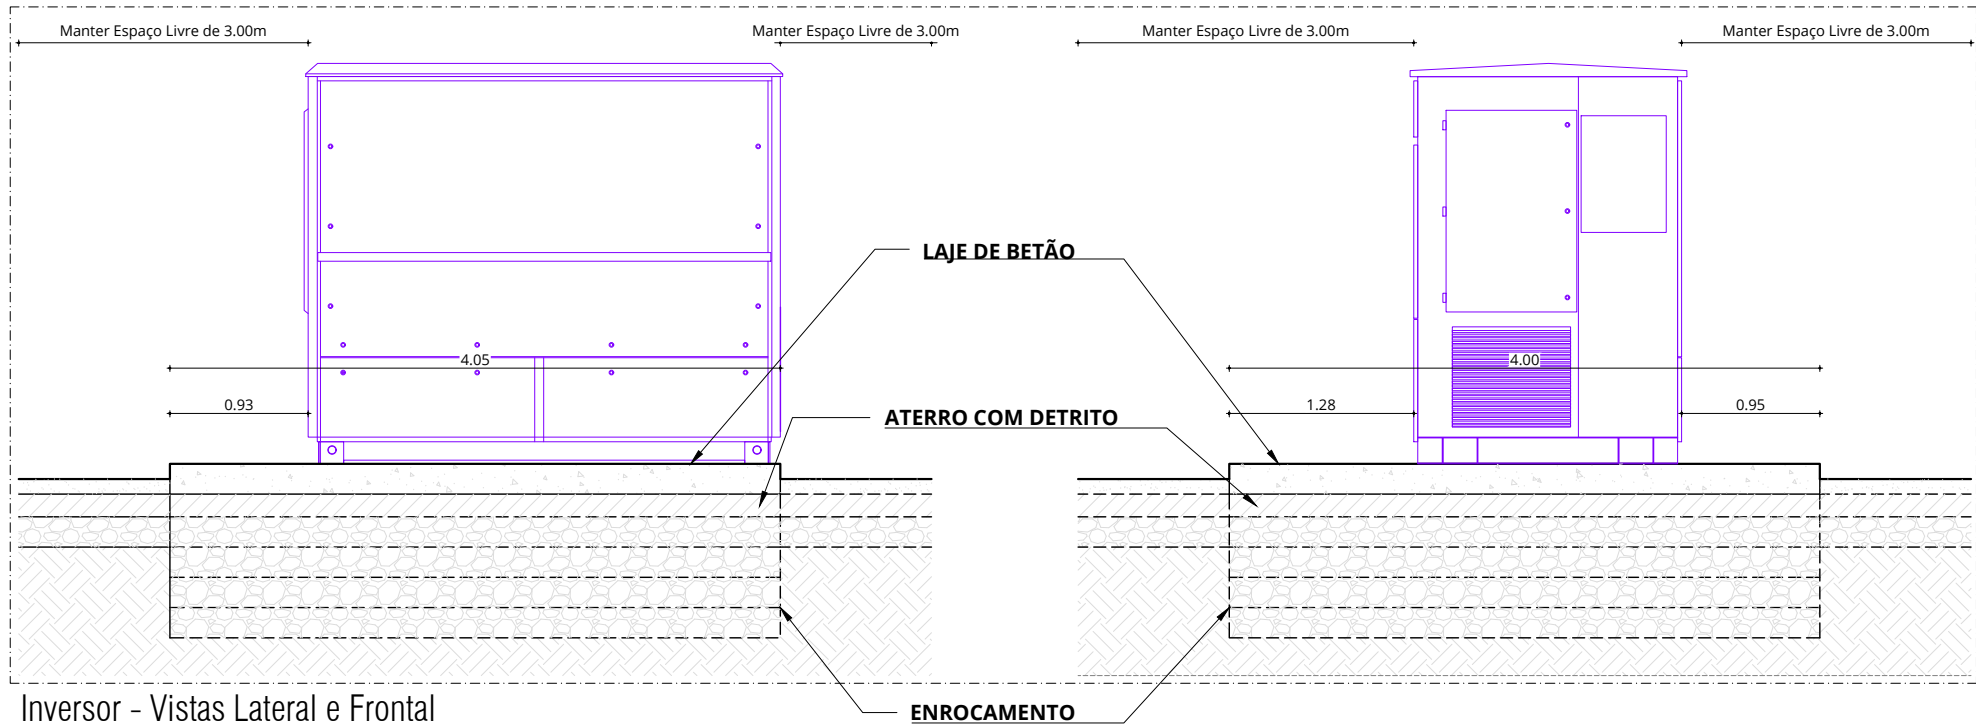 Manter Espaço Livre de 3.00m
Manter Espaço Livre de 3.00m
Manter Espaço Livre de 3.00m
Manter Espaço Livre de 3.00m
LAJE DE BETÃO
4.05
4.00
0.93
1.28
0.95
ATERRO COM DETRITO
ENROCAMENTO
Inversor - Vistas Lateral e Frontal